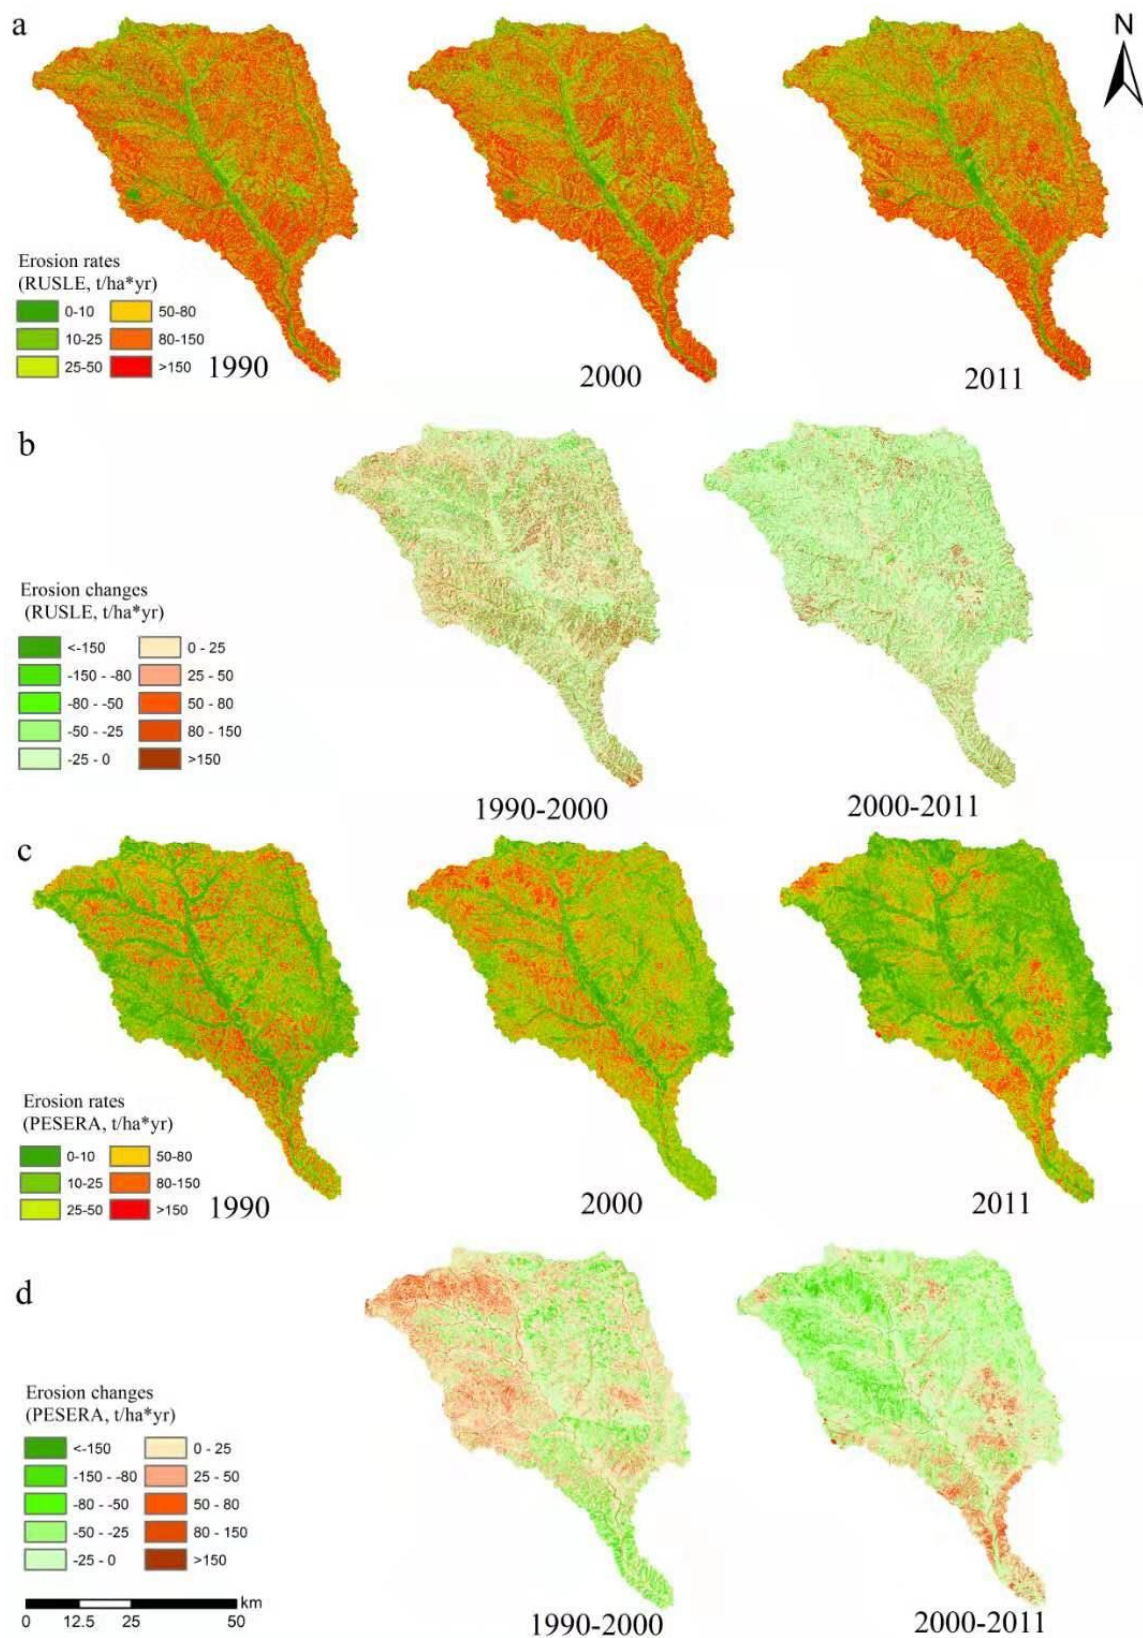 a
N
Erosion rates
(RUSLE, t/ha*yr)
0-10 50-80
10-25 80-150
25-50 >150
1990
2000
2011
b
Erosion changes
(RUSLE, t/ha*yr)
<-150 0 - 25
-150 - -80 25 - 50
-80 - -50 50 - 80
-50 - -25 80 - 150
-25 - 0 >150
1990-2000
2000-2011
c
Erosion rates
(PESERA, t/ha*yr)
0-10 50-80
10-25 80-150
25-50 >150
1990
2000
2011
d
Erosion changes
(PESERA, t/ha*yr)
<-150 0 - 25
-150 - -80 25 - 50
-80 - -50 50 - 80
-50 - -25 80 - 150
-25 - 0 >150
km
0 12.5 25 50
1990-2000
2000-2011